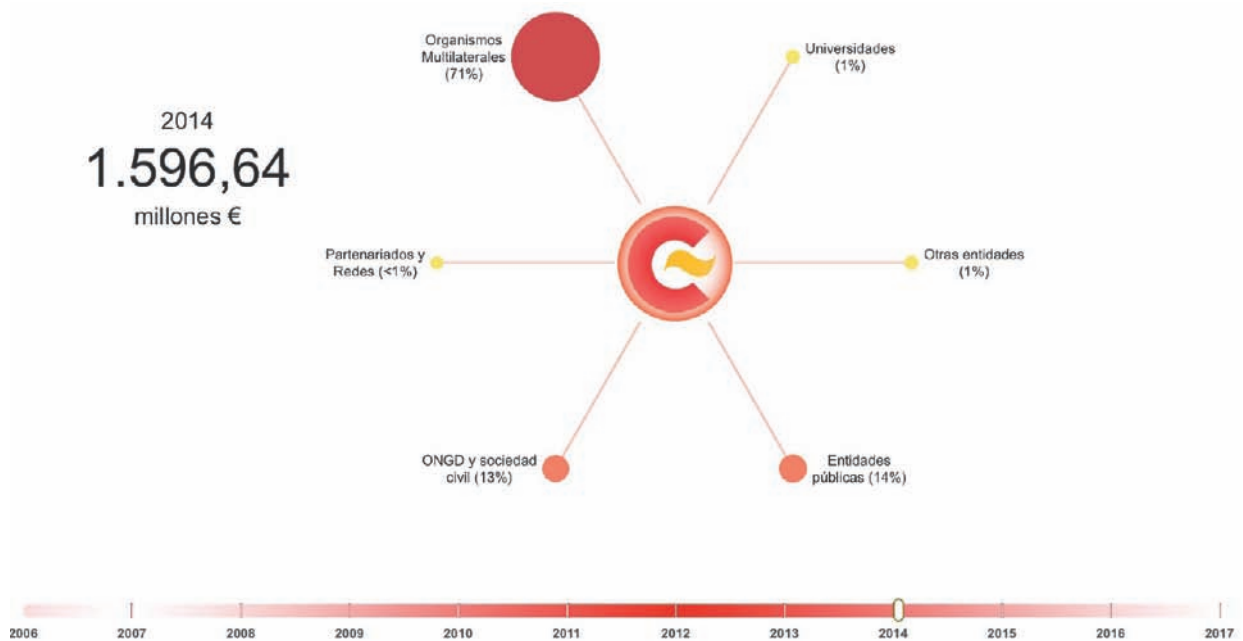 Organismos
Multilaterales
(71%)
Universidades
(1%)
2014
1.596,64
millones €
Partenariados y
Redes (<1%)
Otras entidades
(1%)
ONGD y sociedad
civil (13%)
Entidades
públicas (14%)
2006 2007 2008 2009 2010 2011 2012 2013 2014 2015 2016 2017